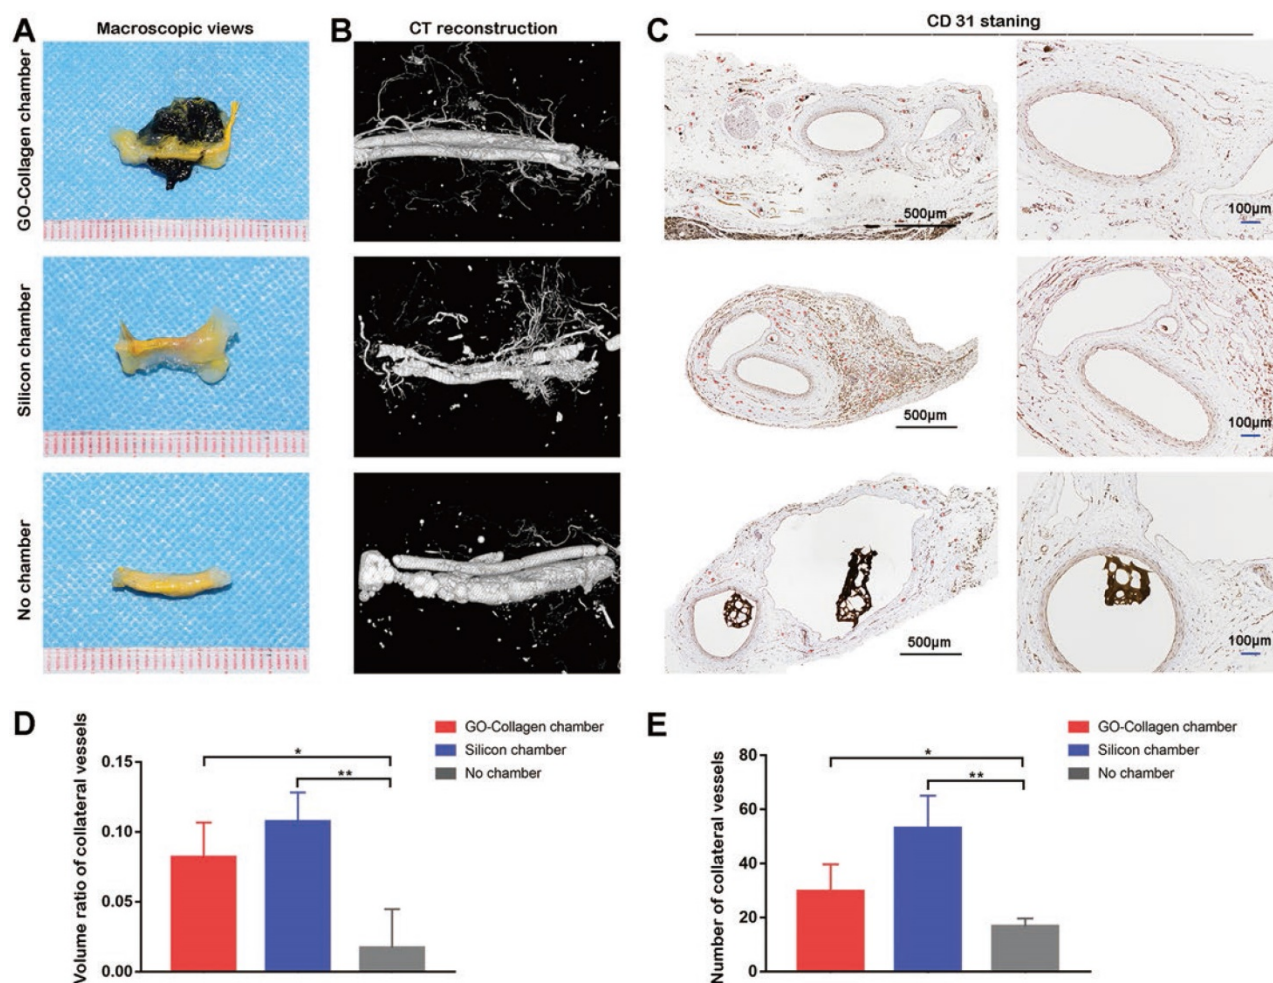 A
Macroscopic views
B
CT reconstruction
C
CD 31 staning
GO-Collagen chamber
500µm
100µm
Silicon chamber
500µm
100µm
No chamber
500µm
100µm
D
GO-Collagen chamber
Silicon chamber
No chamber
Volume ratio of collateral vessels
0.15
0.10
0.05
0.00
*
**
E
GO-Collagen chamber
Silicon chamber
No chamber
Number of collateral vessels
80
60
40
20
0
*
**